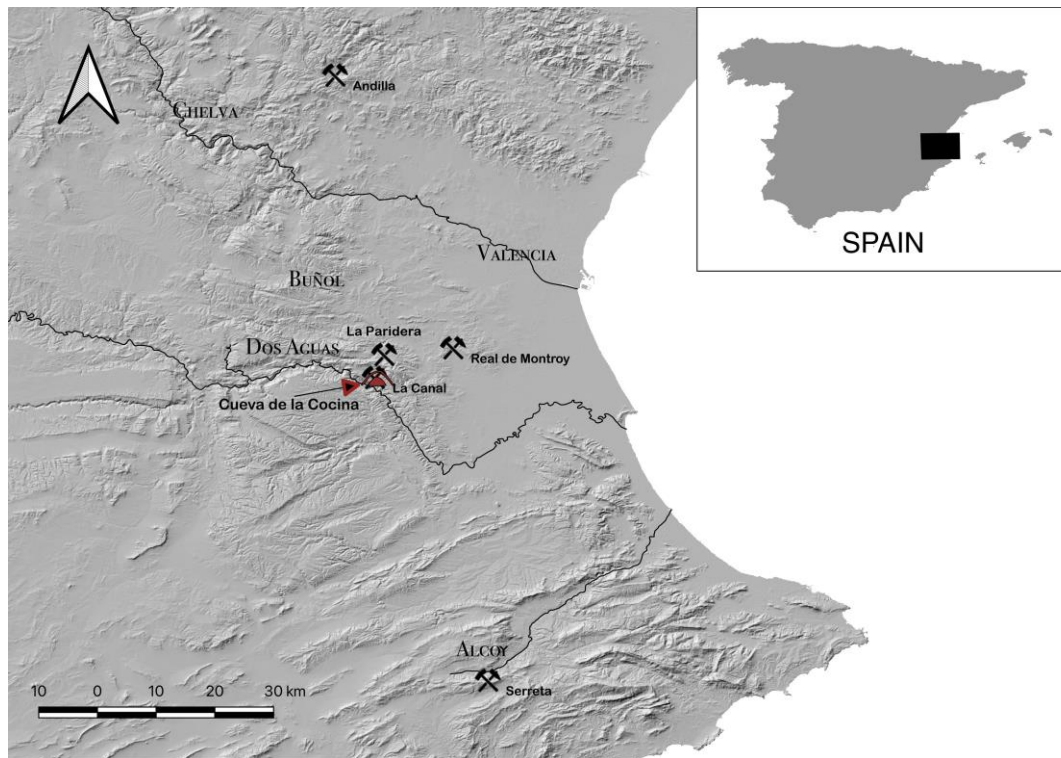 Andilla
CHELVA
SPAIN
VALENCIA
BUÑOL
La Paridera
DOS AGUAS
Real de Montroy
La Canal
Cueva de la Cocina
ALCOY
Serreta
10 0 10 20 30 km